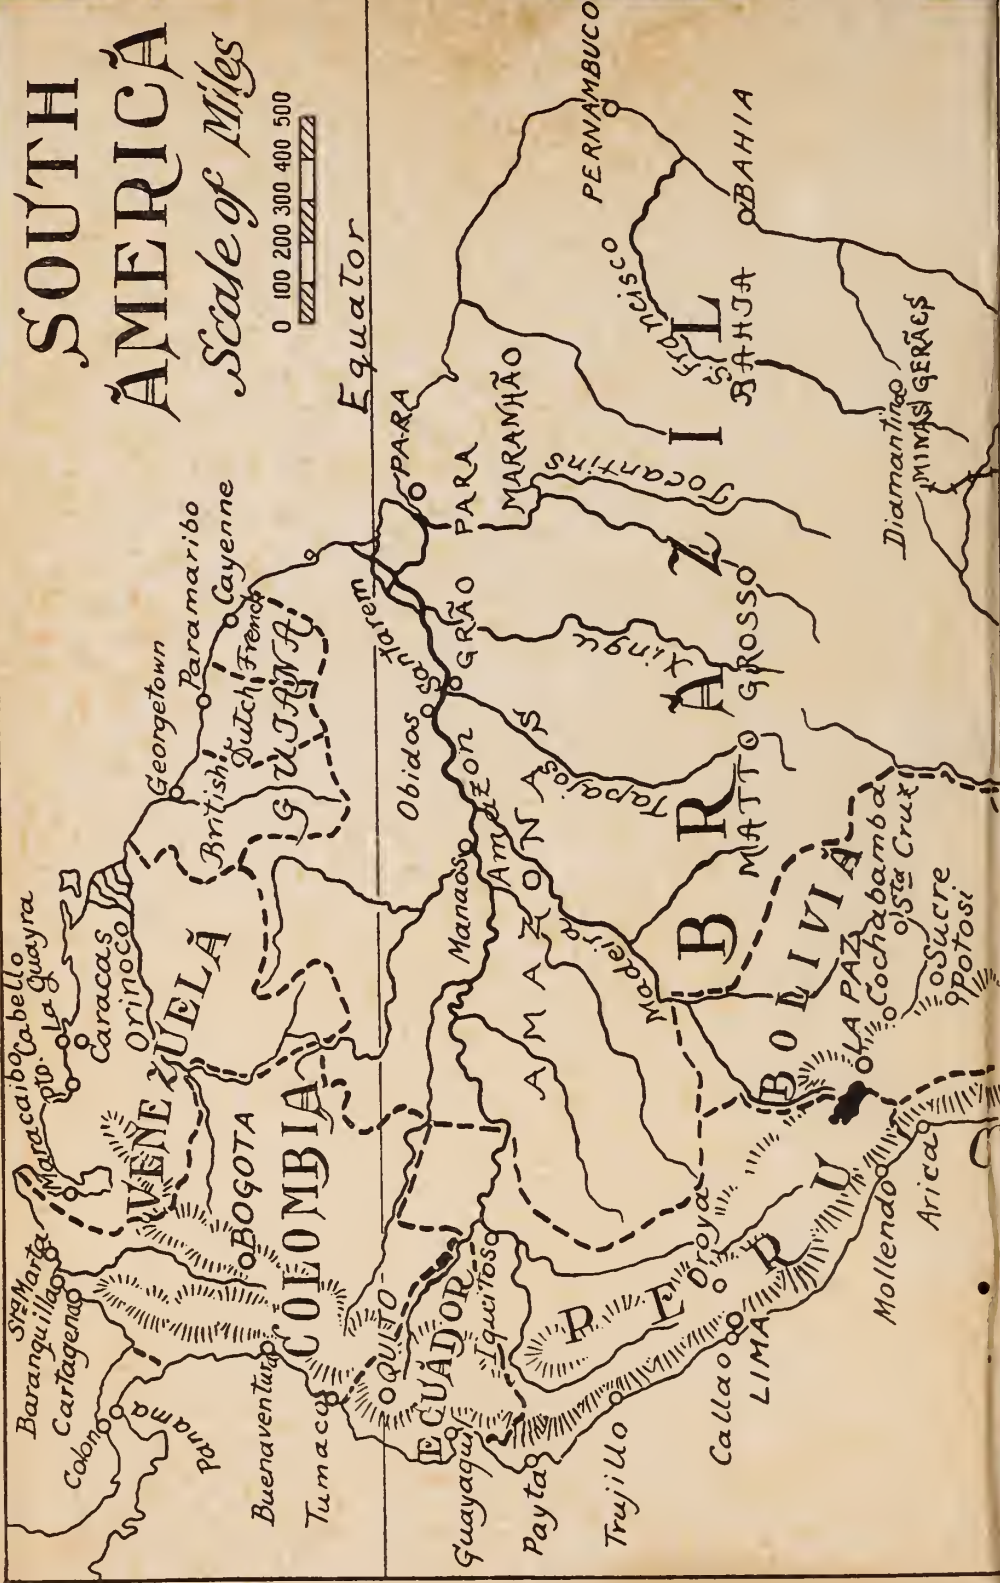 SOUTH
AMERICA
Scale of Miles
0 100 200 300 400 500
Equator
Colon
Panama
Baranquilla
Sta Marta
Cartagena
Maracaibo
Pto. Cabello
La Guayra
Caracas
Orinoco
VENEZUELA
Georgetown
Paramaribo
Cayenne
British
Dutch
French
GUIANA
BOGOTA
COLOMBIA
Buenaventura
Tumaco
QUITO
ECUADOR
Guayaquil
Iquitos
Payta
Trujillo
PERU
Callao
LIMA
Oroya
Mollendo
Arica
C
Manaos
Obidos
Santarem
Amazon
AMAZONAS
Madeira
Tapajos
Xingu
Tocantins
PARA
GRÃO PARA
MARANHÃO
BRAZIL
MATTO GROSSO
S. Francisco
PERNAMBUCO
BAHIA
BAHIA
Diamantino
MINAS GERÃES
BOLIVIA
LA PAZ
Cochabamba
Sta Crux
Sucre
Potosi